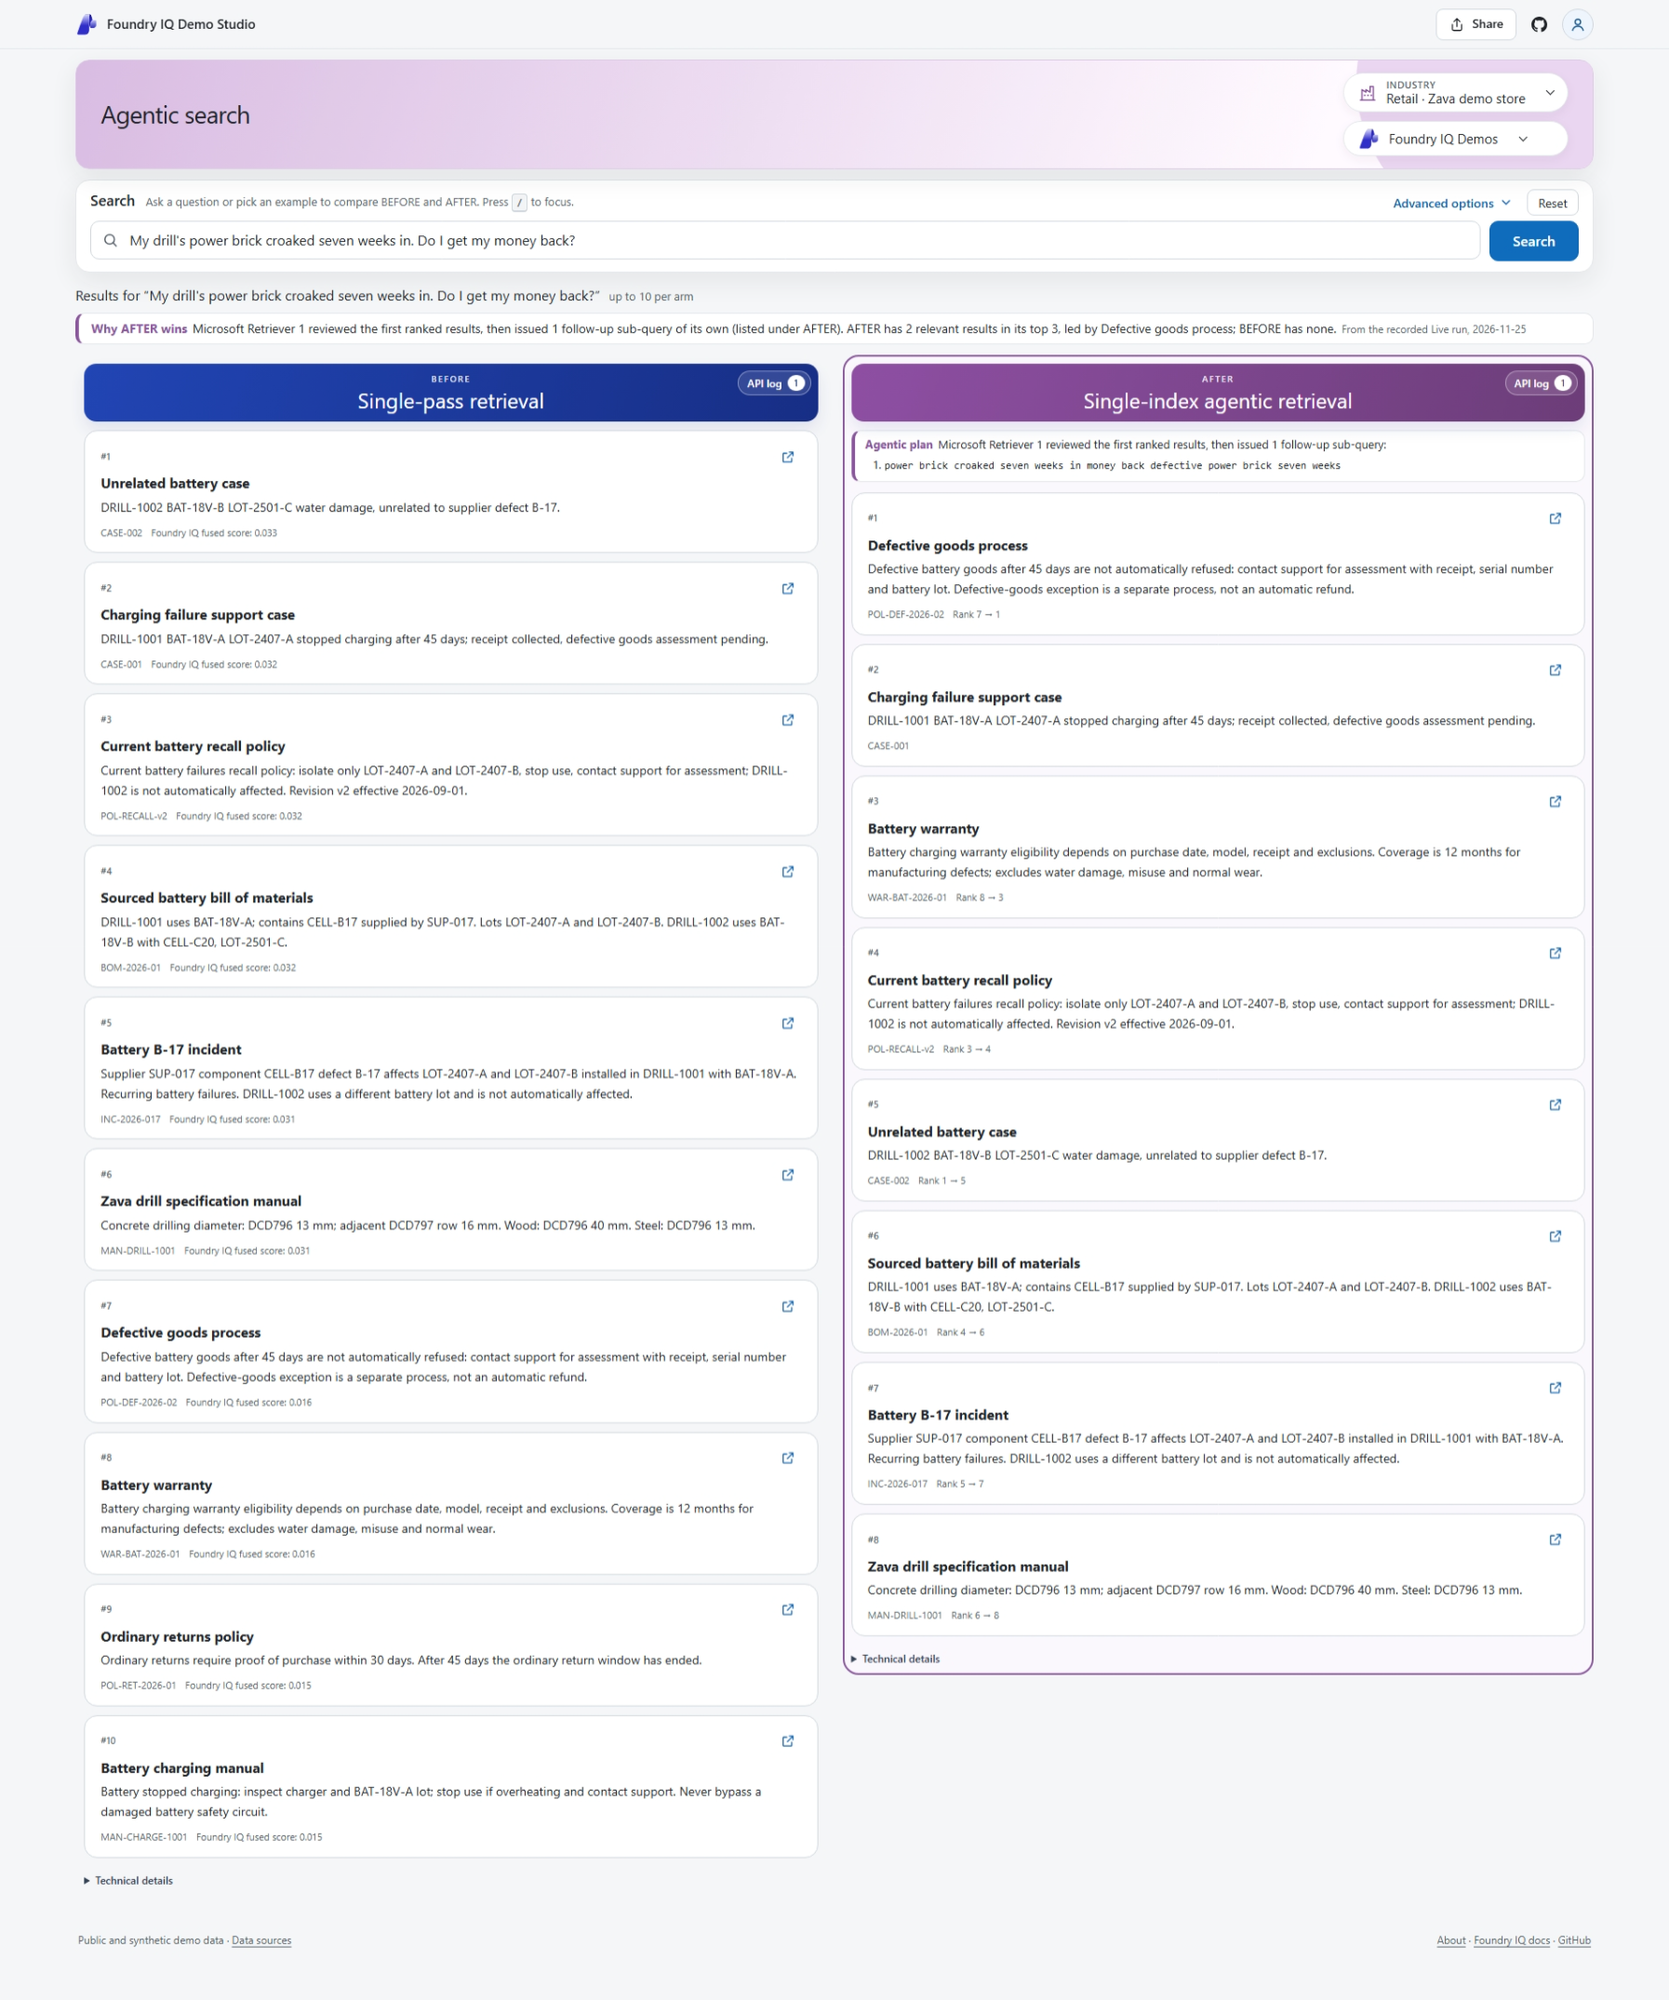 Foundry IQ Demo Studio
Share
Agentic search
INDUSTRY
Retail · Zava demo store
Foundry IQ Demos
Search Ask a question or pick an example to compare BEFORE and AFTER. Press / to focus.
Advanced options
Reset
My drill's power brick croaked seven weeks in. Do I get my money back?
Search
Results for "My drill's power brick croaked seven weeks in. Do I get my money back?" up to 10 per arm
Why AFTER wins Microsoft Retriever 1 reviewed the first ranked results, then issued 1 follow-up sub-query of its own (listed under AFTER). AFTER has 2 relevant results in its top 3, led by Defective goods process; BEFORE has none. From the recorded Live run, 2026-11-25
BEFORE
Single-pass retrieval
API log 1
#1
Unrelated battery case
DRILL-1002 BAT-18V-B LOT-2501-C water damage, unrelated to supplier defect B-17.
CASE-002 Foundry IQ fused score: 0.033
#2
Charging failure support case
DRILL-1001 BAT-18V-A LOT-2407-A stopped charging after 45 days; receipt collected, defective goods assessment pending.
CASE-001 Foundry IQ fused score: 0.032
#3
Current battery recall policy
Current battery failures recall policy: isolate only LOT-2407-A and LOT-2407-B, stop use, contact support for assessment; DRILL-
1002 is not automatically affected. Revision v2 effective 2026-09-01.
POL-RECALL-v2 Foundry IQ fused score: 0.032
#4
Sourced battery bill of materials
DRILL-1001 uses BAT-18V-A; contains CELL-B17 supplied by SUP-017. Lots LOT-2407-A and LOT-2407-B. DRILL-1002 uses BAT-
18V-B with CELL-C20, LOT-2501-C.
BOM-2026-01 Foundry IQ fused score: 0.032
#5
Battery B-17 incident
Supplier SUP-017 component CELL-B17 defect B-17 affects LOT-2407-A and LOT-2407-B installed in DRILL-1001 with BAT-18V-A.
Recurring battery failures. DRILL-1002 uses a different battery lot and is not automatically affected.
INC-2026-017 Foundry IQ fused score: 0.031
#6
Zava drill specification manual
Concrete drilling diameter: DCD796 13 mm; adjacent DCD797 row 16 mm. Wood: DCD796 40 mm. Steel: DCD796 13 mm.
MAN-DRILL-1001 Foundry IQ fused score: 0.031
#7
Defective goods process
Defective battery goods after 45 days are not automatically refused: contact support for assessment with receipt, serial number
and battery lot. Defective-goods exception is a separate process, not an automatic refund.
POL-DEF-2026-02 Foundry IQ fused score: 0.016
#8
Battery warranty
Battery charging warranty eligibility depends on purchase date, model, receipt and exclusions. Coverage is 12 months for
manufacturing defects; excludes water damage, misuse and normal wear.
WAR-BAT-2026-01 Foundry IQ fused score: 0.016
#9
Ordinary returns policy
Ordinary returns require proof of purchase within 30 days. After 45 days the ordinary return window has ended.
POL-RET-2026-01 Foundry IQ fused score: 0.015
#10
Battery charging manual
Battery stopped charging: inspect charger and BAT-18V-A lot; stop use if overheating and contact support. Never bypass a
damaged battery safety circuit.
MAN-CHARGE-1001 Foundry IQ fused score: 0.015
Technical details
AFTER
Single-index agentic retrieval
API log 1
Agentic plan Microsoft Retriever 1 reviewed the first ranked results, then issued 1 follow-up sub-query:
1. power brick croaked seven weeks in money back defective power brick seven weeks
#1
Defective goods process
Defective battery goods after 45 days are not automatically refused: contact support for assessment with receipt, serial number
and battery lot. Defective-goods exception is a separate process, not an automatic refund.
POL-DEF-2026-02 Rank 7 → 1
#2
Charging failure support case
DRILL-1001 BAT-18V-A LOT-2407-A stopped charging after 45 days; receipt collected, defective goods assessment pending.
CASE-001
#3
Battery warranty
Battery charging warranty eligibility depends on purchase date, model, receipt and exclusions. Coverage is 12 months for
manufacturing defects; excludes water damage, misuse and normal wear.
WAR-BAT-2026-01 Rank 8 → 3
#4
Current battery recall policy
Current battery failures recall policy: isolate only LOT-2407-A and LOT-2407-B, stop use, contact support for assessment; DRILL-
1002 is not automatically affected. Revision v2 effective 2026-09-01.
POL-RECALL-v2 Rank 3 → 4
#5
Unrelated battery case
DRILL-1002 BAT-18V-B LOT-2501-C water damage, unrelated to supplier defect B-17.
CASE-002 Rank 1 → 5
#6
Sourced battery bill of materials
DRILL-1001 uses BAT-18V-A; contains CELL-B17 supplied by SUP-017. Lots LOT-2407-A and LOT-2407-B. DRILL-1002 uses BAT-
18V-B with CELL-C20, LOT-2501-C.
BOM-2026-01 Rank 4 → 6
#7
Battery B-17 incident
Supplier SUP-017 component CELL-B17 defect B-17 affects LOT-2407-A and LOT-2407-B installed in DRILL-1001 with BAT-18V-A.
Recurring battery failures. DRILL-1002 uses a different battery lot and is not automatically affected.
INC-2026-017 Rank 5 → 7
#8
Zava drill specification manual
Concrete drilling diameter: DCD796 13 mm; adjacent DCD797 row 16 mm. Wood: DCD796 40 mm. Steel: DCD796 13 mm.
MAN-DRILL-1001 Rank 6 → 8
Technical details
Public and synthetic demo data · Data sources
About · Foundry IQ docs · GitHub